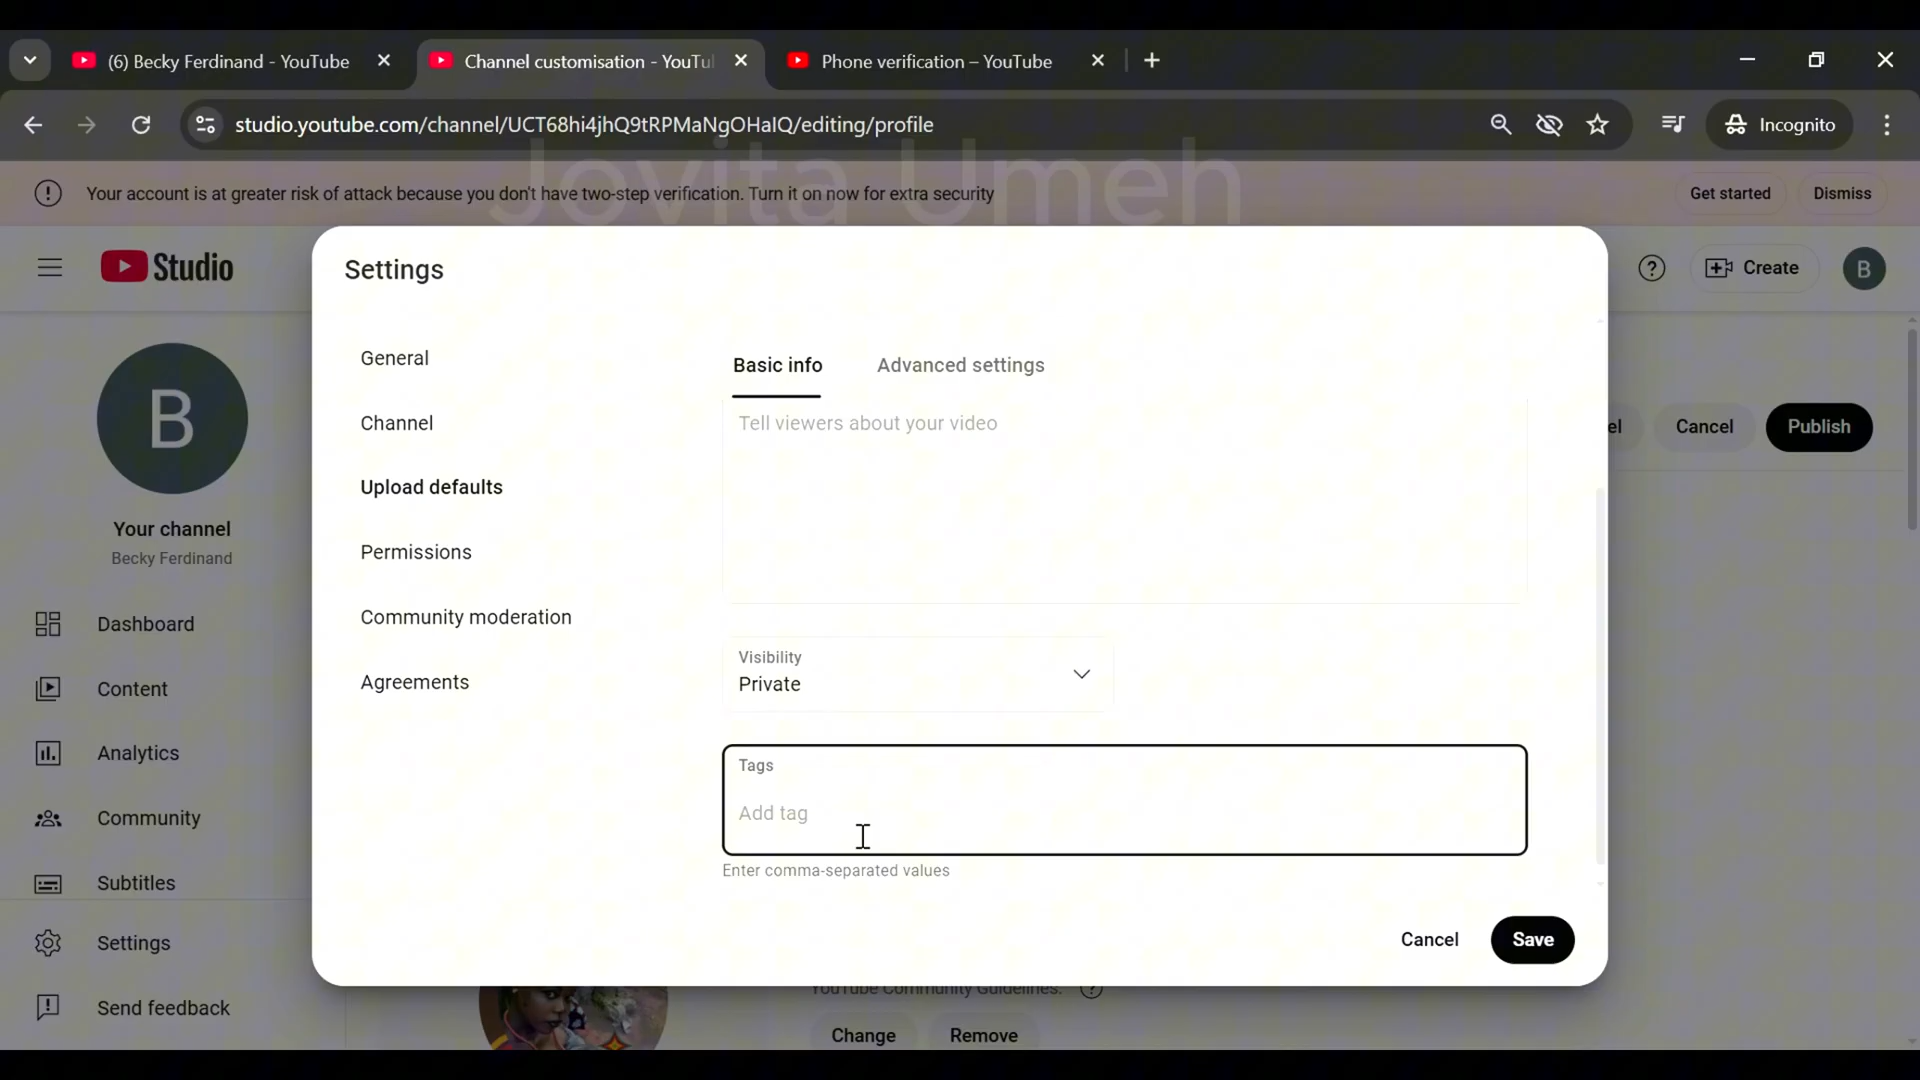 (6) Becky Ferdinand - YouTube
Channel customisation - YouTu
Phone verification – YouTube
studio.youtube.com/channel/UCT68hi4jhQ9tRPMaNgOHaIQ/editing/profile
Incognito
Jovita Umeh
Your account is at greater risk of attack because you don't have two-step verification. Turn it on now for extra security
Get started
Dismiss
Studio
Create
B
Settings
B
Your channel
Becky Ferdinand
Dashboard
Content
Analytics
Community
Subtitles
Settings
Send feedback
General
Channel
Upload defaults
Permissions
Community moderation
Agreements
Basic info
Advanced settings
Tell viewers about your video
Visibility
Private
Tags
Add tag
Enter comma-separated values
Cancel
Save
el
Cancel
Publish
YouTube Community Guidelines.
Change
Remove